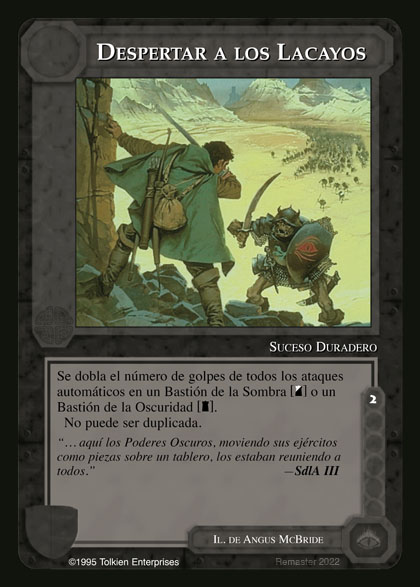 DESPERTAR A LOS LACAYOS
SUCESO DURADERO
Se dobla el número de golpes de todos los ataques
automáticos en un Bastión de la Sombra [] o un
Bastión de la Oscuridad [].
No puede ser duplicada.
2
“… aquí los Poderes Oscuros, moviendo sus ejércitos
como piezas sobre un tablero, los estaban reuniendo a
todos.” –SdlA III
IL. DE ANGUS MCBRIDE
©1995 Tolkien Enterprises
Remaster 2022